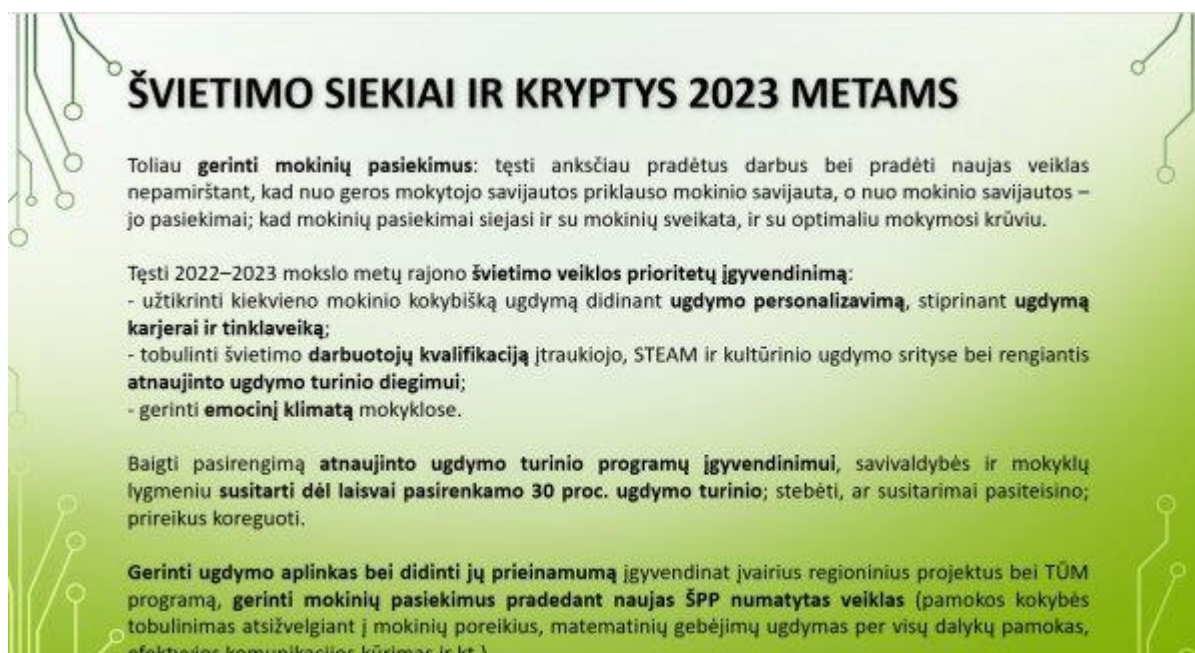 ŠVIETIMO SIEKIAI IR KRYPTYS 2023 METAMS
Toliau gerinti mokinių pasiekimus: tęsti anksčiau pradėtus darbus bei pradėti naujas veiklas
nepamirštant, kad nuo geros mokytojo savijautos priklauso mokinio savijauta, o nuo mokinio savijautos –
jo pasiekimai; kad mokinių pasiekimai siejasi ir su mokinių sveikata, ir su optimaliu mokymosi krūviu.
Tęsti 2022–2023 mokslo metų rajono švietimo veiklos prioritetų įgyvendinimą:
- užtikrinti kiekvieno mokinio kokybišką ugdymą didinant ugdymo personalizavimą, stiprinant ugdymą
karjerai ir tinklaveiką;
- tobulinti švietimo darbuotojų kvalifikaciją įtraukiojo, STEAM ir kultūrinio ugdymo srityse bei rengiantis
atnaujinto ugdymo turinio diegimui;
- gerinti emocinį klimatą mokyklose.
Baigti pasirengimą atnaujinto ugdymo turinio programų įgyvendinimui, savivaldybės ir mokyklų
lygmeniu susitarti dėl laisvai pasirenkamo 30 proc. ugdymo turinio; stebėti, ar susitarimai pasiteisino;
prireikus koreguoti.
Gerinti ugdymo aplinkas bei didinti jų prieinamumą įgyvendinat įvairius regioninius projektus bei TŪM
programą, gerinti mokinių pasiekimus pradedant naujas ŠPP numatytas veiklas (pamokos kokybės
tobulinimas atsižvelgiant į mokinių poreikius, matematinių gebėjimų ugdymas per visų dalykų pamokas,
efektyvios komunikacijos kūrimas ir kt.)